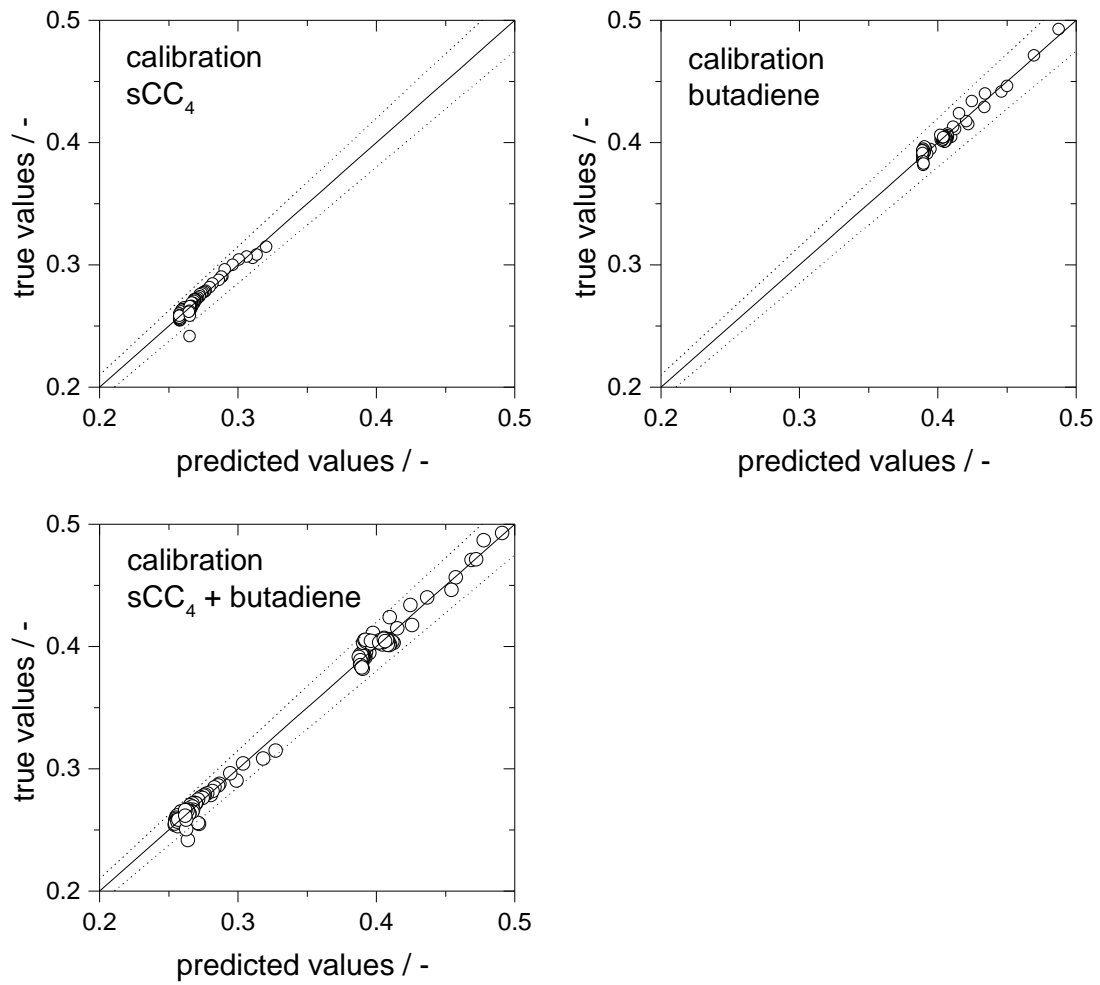 0.5
calibration
sCC₄
0.4
0.3
0.2
true values / -
0.2 0.3 0.4 0.5
predicted values / -
0.5
calibration
butadiene
0.4
0.3
0.2
true values / -
0.2 0.3 0.4 0.5
predicted values / -
0.5
calibration
sCC₄ + butadiene
0.4
0.3
0.2
true values / -
0.2 0.3 0.4 0.5
predicted values / -